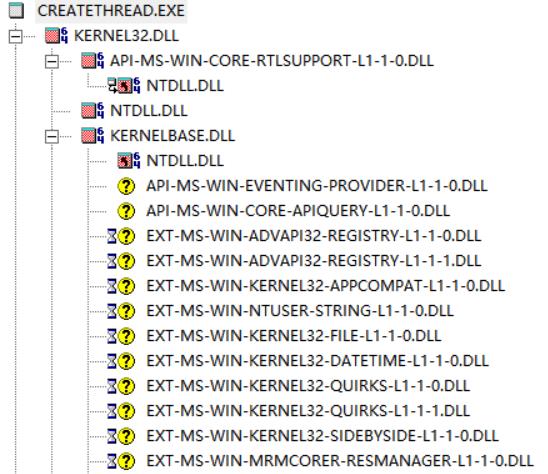 CREATETHREAD.EXE
KERNEL32.DLL
API-MS-WIN-CORE-RTLSUPPORT-L1-1-0.DLL
NTDLL.DLL
NTDLL.DLL
KERNELBASE.DLL
NTDLL.DLL
API-MS-WIN-EVENTING-PROVIDER-L1-1-0.DLL
API-MS-WIN-CORE-APIQUERY-L1-1-0.DLL
EXT-MS-WIN-ADVAPI32-REGISTRY-L1-1-0.DLL
EXT-MS-WIN-ADVAPI32-REGISTRY-L1-1-1.DLL
EXT-MS-WIN-KERNEL32-APPCOMPAT-L1-1-0.DLL
EXT-MS-WIN-NTUSER-STRING-L1-1-0.DLL
EXT-MS-WIN-KERNEL32-FILE-L1-1-0.DLL
EXT-MS-WIN-KERNEL32-DATETIME-L1-1-0.DLL
EXT-MS-WIN-KERNEL32-QUIRKS-L1-1-0.DLL
EXT-MS-WIN-KERNEL32-QUIRKS-L1-1-1.DLL
EXT-MS-WIN-KERNEL32-SIDEBYSIDE-L1-1-0.DLL
EXT-MS-WIN-MRMCORER-RESMANAGER-L1-1-0.DLL